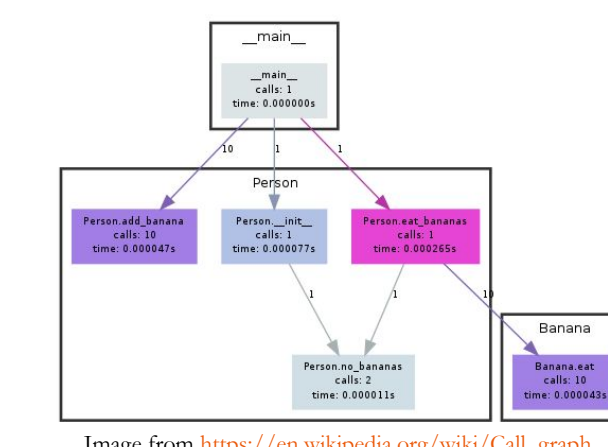 __main__
__main__
calls: 1
time: 0.000000s
10
1
1
Person
Person.add_banana
calls: 10
time: 0.000047s
Person.__init__
calls: 1
time: 0.000077s
Person.eat_bananas
calls: 1
time: 0.000265s
1
1
10
Banana
Person.no_bananas
calls: 2
time: 0.000011s
Banana.eat
calls: 10
time: 0.000043s
Image from https://en.wikipedia.org/wiki/Call_graph